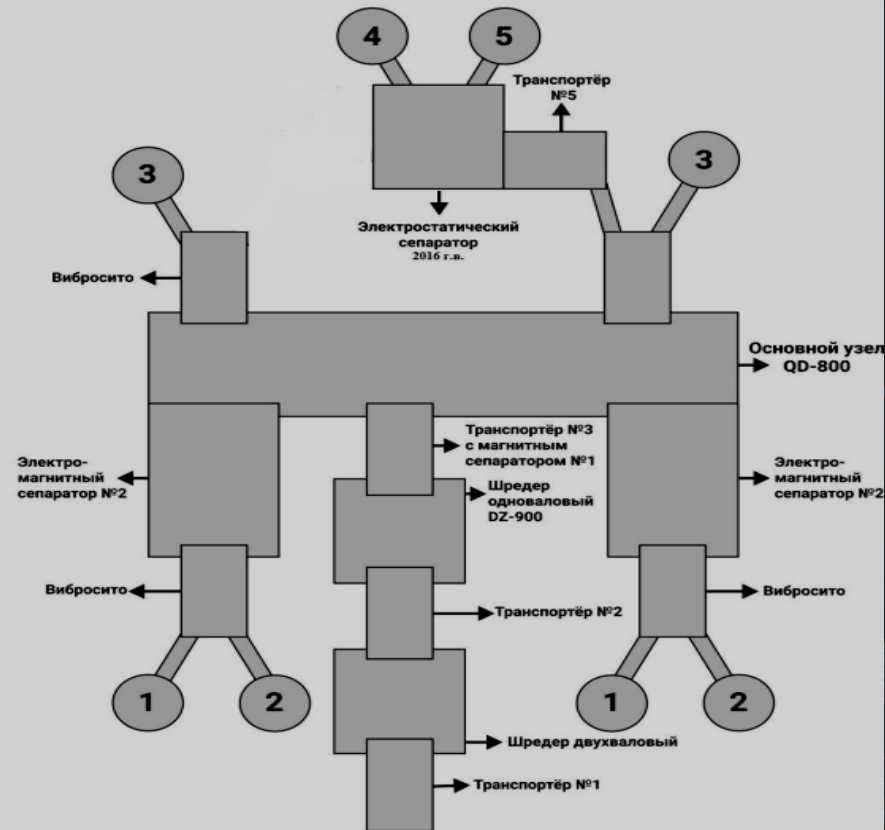 4
5
Транспортёр
№5
3
3
Электростатический
сепаратор
2016 г.в.
Вибросито
Основной узел
QD-800
Транспортёр №3
с магнитным
сепаратором №1
Электро-
магнитный
сепаратор №2
Электро-
магнитный
сепаратор №2
Шредер
одноваловый
DZ-900
Вибросито
Транспортёр №2
Вибросито
1
2
1
2
Шредер двухваловый
Транспортёр №1